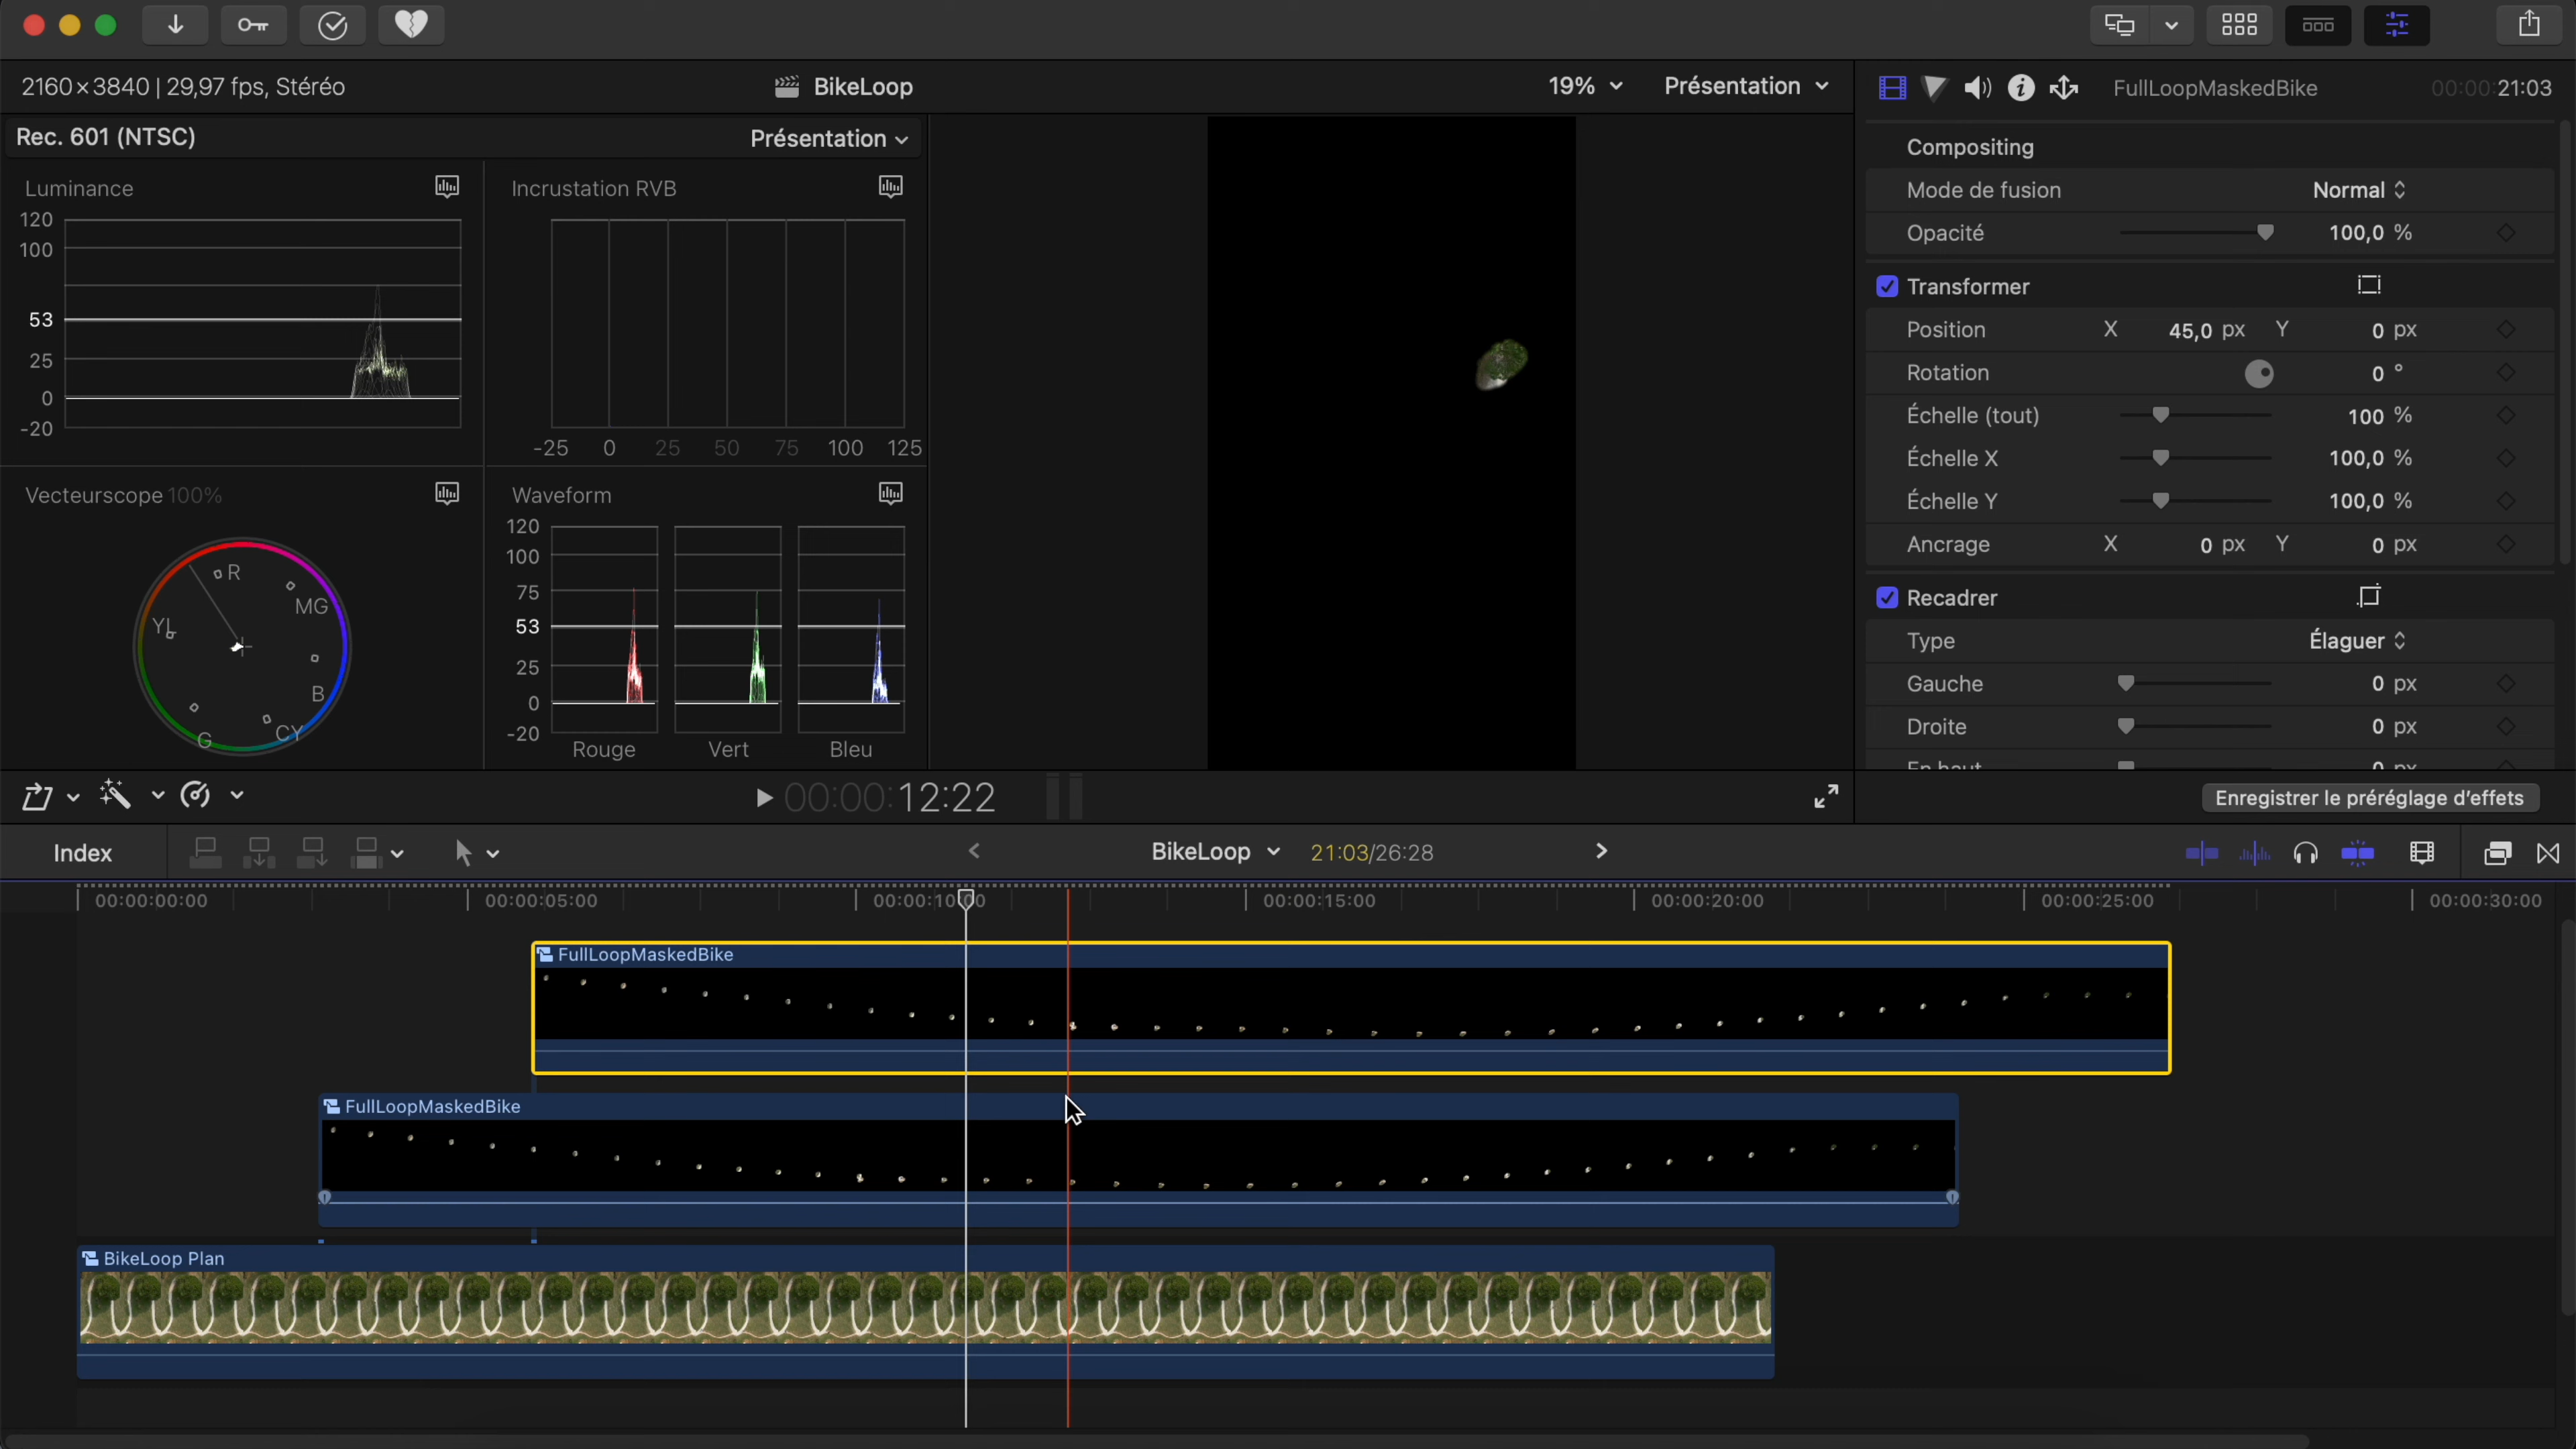 2160×3840 | 29,97 fps, Stéréo
BikeLoop
19%
Présentation
FullLoopMaskedBike
00:00:21:03
Rec. 601 (NTSC)
Présentation
Luminance
120
100
53
25
0
-20
Incrustation RVB
-25 0 25 50 75 100 125
Vecteurscope 100%
R
MG
YL
B
G
CY
Waveform
120
100
75
53
25
0
-20
Rouge
Vert
Bleu
Compositing
Mode de fusion Normal
Opacité 100,0 %
Transformer
Position X 45,0 px Y 0 px
Rotation 0 °
Échelle (tout) 100 %
Échelle X 100,0 %
Échelle Y 100,0 %
Ancrage X 0 px Y 0 px
Recadrer
Type Élaguer
Gauche 0 px
Droite 0 px
En haut 0 px
00:00:12:22
Enregistrer le préréglage d’effets
Index
BikeLoop
21:03/26:28
00:00:00:00 00:00:05:00 00:00:10:00 00:00:15:00 00:00:20:00 00:00:25:00 00:00:30:00
FullLoopMaskedBike
FullLoopMaskedBike
BikeLoop Plan